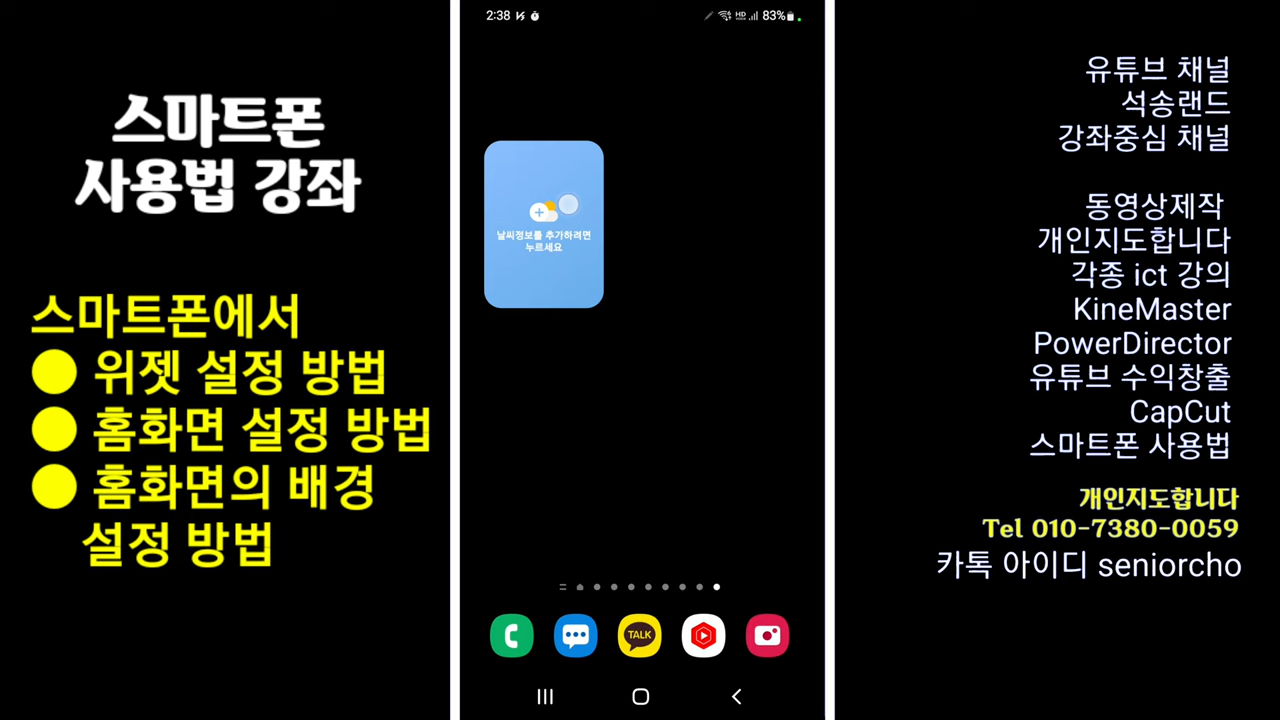 스마트폰
사용법 강좌
스마트폰에서
● 위젯 설정 방법
● 홈화면 설정 방법
● 홈화면의 배경
설정 방법
2:38
HD
83%
날씨정보를 추가하려면
누르세요
TALK
유튜브 채널
석송랜드
강좌중심 채널
동영상제작
개인지도합니다
각종 ict 강의
KineMaster
PowerDirector
유튜브 수익창출
CapCut
스마트폰 사용법
개인지도합니다
Tel 010-7380-0059
카톡 아이디 seniorcho